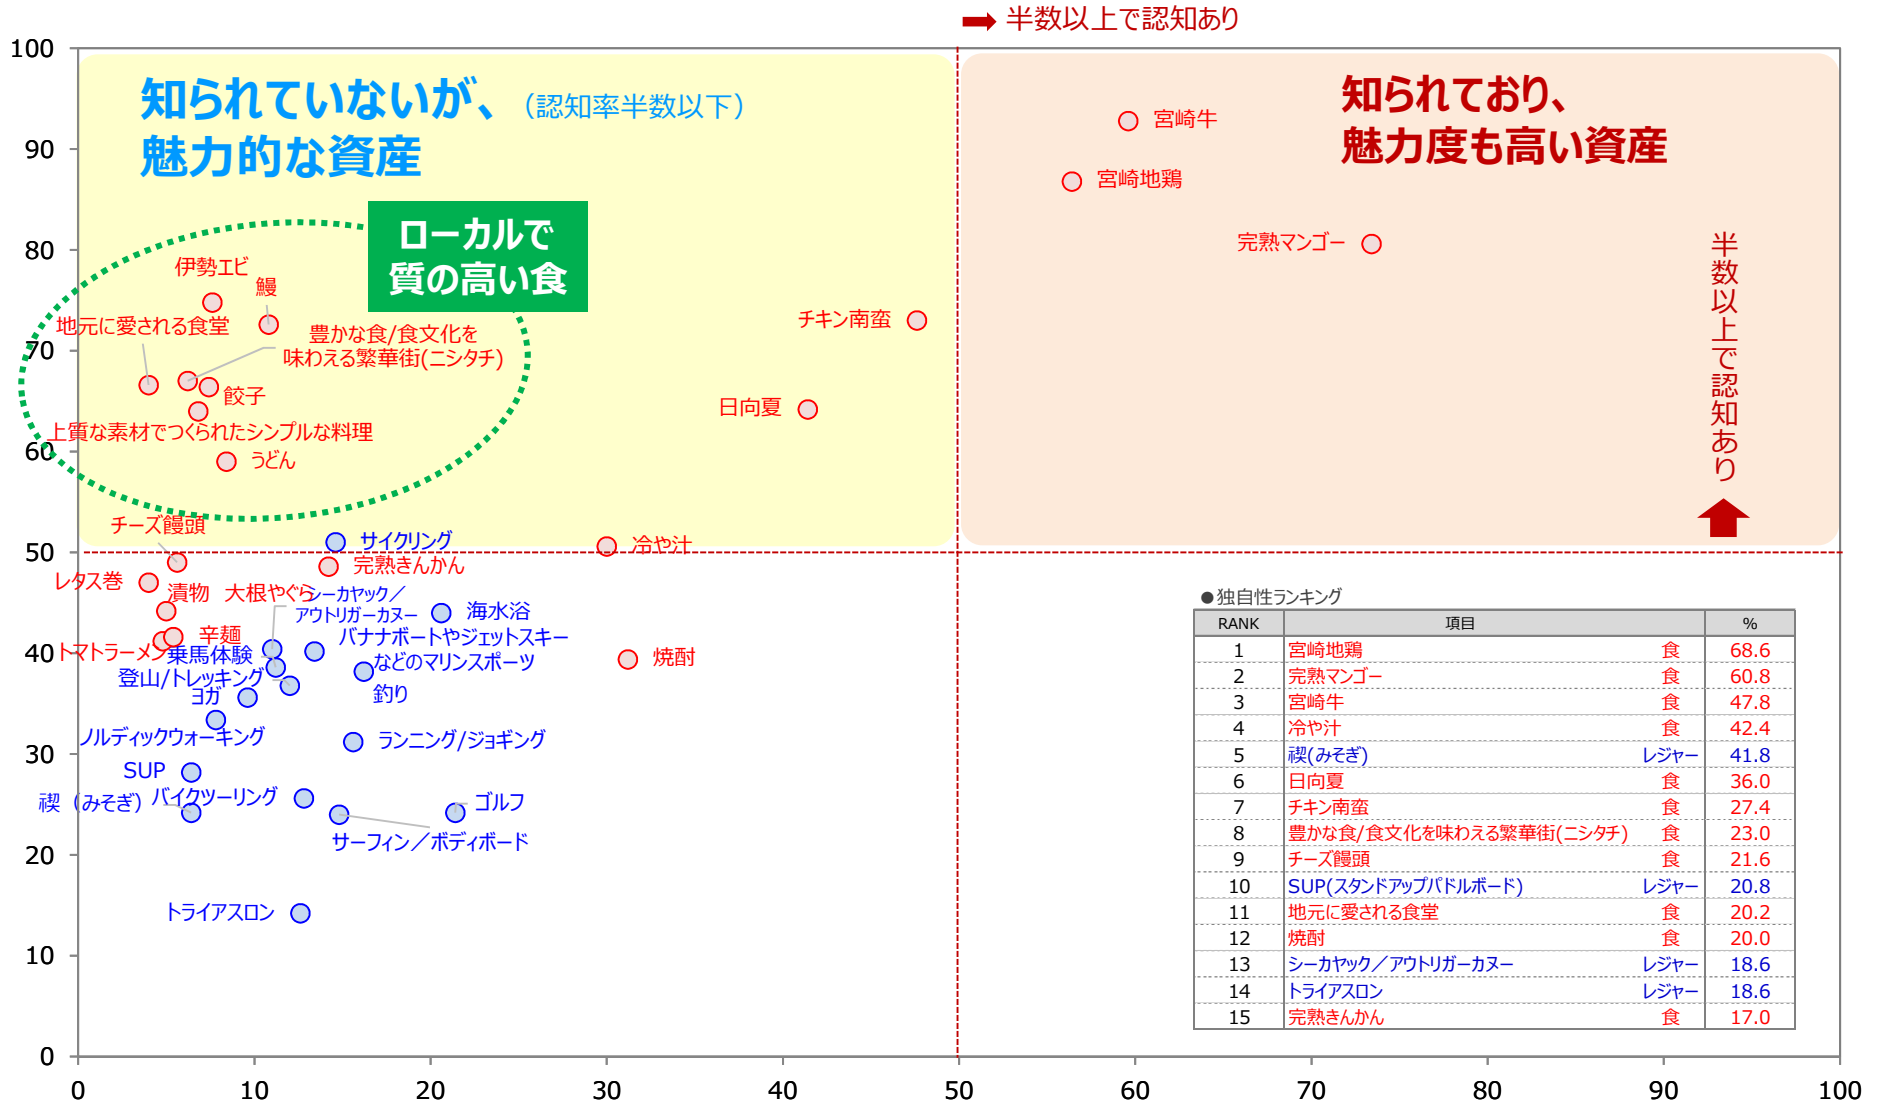 半数以上で認知あり
知られていないが、（認知率半数以下）
魅力的な資産
知られており、
魅力度も高い資産
半数以上で認知あり
ローカルで
質の高い食
宮崎牛
宮崎地鶏
完熟マンゴー
チキン南蛮
日向夏
伊勢エビ
鰻
地元に愛される食堂
豊かな食/食文化を
味わえる繁華街(ニシタチ)
餃子
上質な素材でつくられたシンプルな料理
うどん
チーズ饅頭
サイクリング
冷や汁
完熟きんかん
レタス巻
漬物
大根やぐら
シーカヤック／
アウトリガーカヌー
海水浴
辛麺
トマトラーメン
乗馬体験
バナナボートやジェットスキー
などのマリンスポーツ
焼酎
登山/トレッキング
ヨガ
釣り
ノルディックウォーキング
ランニング/ジョギング
SUP
禊（みそぎ）
バイクツーリング
ゴルフ
サーフィン／ボディボード
トライアスロン
100
90
80
70
60
50
40
30
20
10
0
0 10 20 30 40 50 60 70 80 90 100
●独自性ランキング
RANK 項目 %
1 宮崎地鶏 食 68.6
2 完熟マンゴー 食 60.8
3 宮崎牛 食 47.8
4 冷や汁 食 42.4
5 禊(みそぎ) レジャー 41.8
6 日向夏 食 36.0
7 チキン南蛮 食 27.4
8 豊かな食/食文化を味わえる繁華街(ニシタチ) 食 23.0
9 チーズ饅頭 食 21.6
10 SUP(スタンドアップパドルボード) レジャー 20.8
11 地元に愛される食堂 食 20.2
12 焼酎 食 20.0
13 シーカヤック／アウトリガーカヌー レジャー 18.6
14 トライアスロン レジャー 18.6
15 完熟きんかん 食 17.0